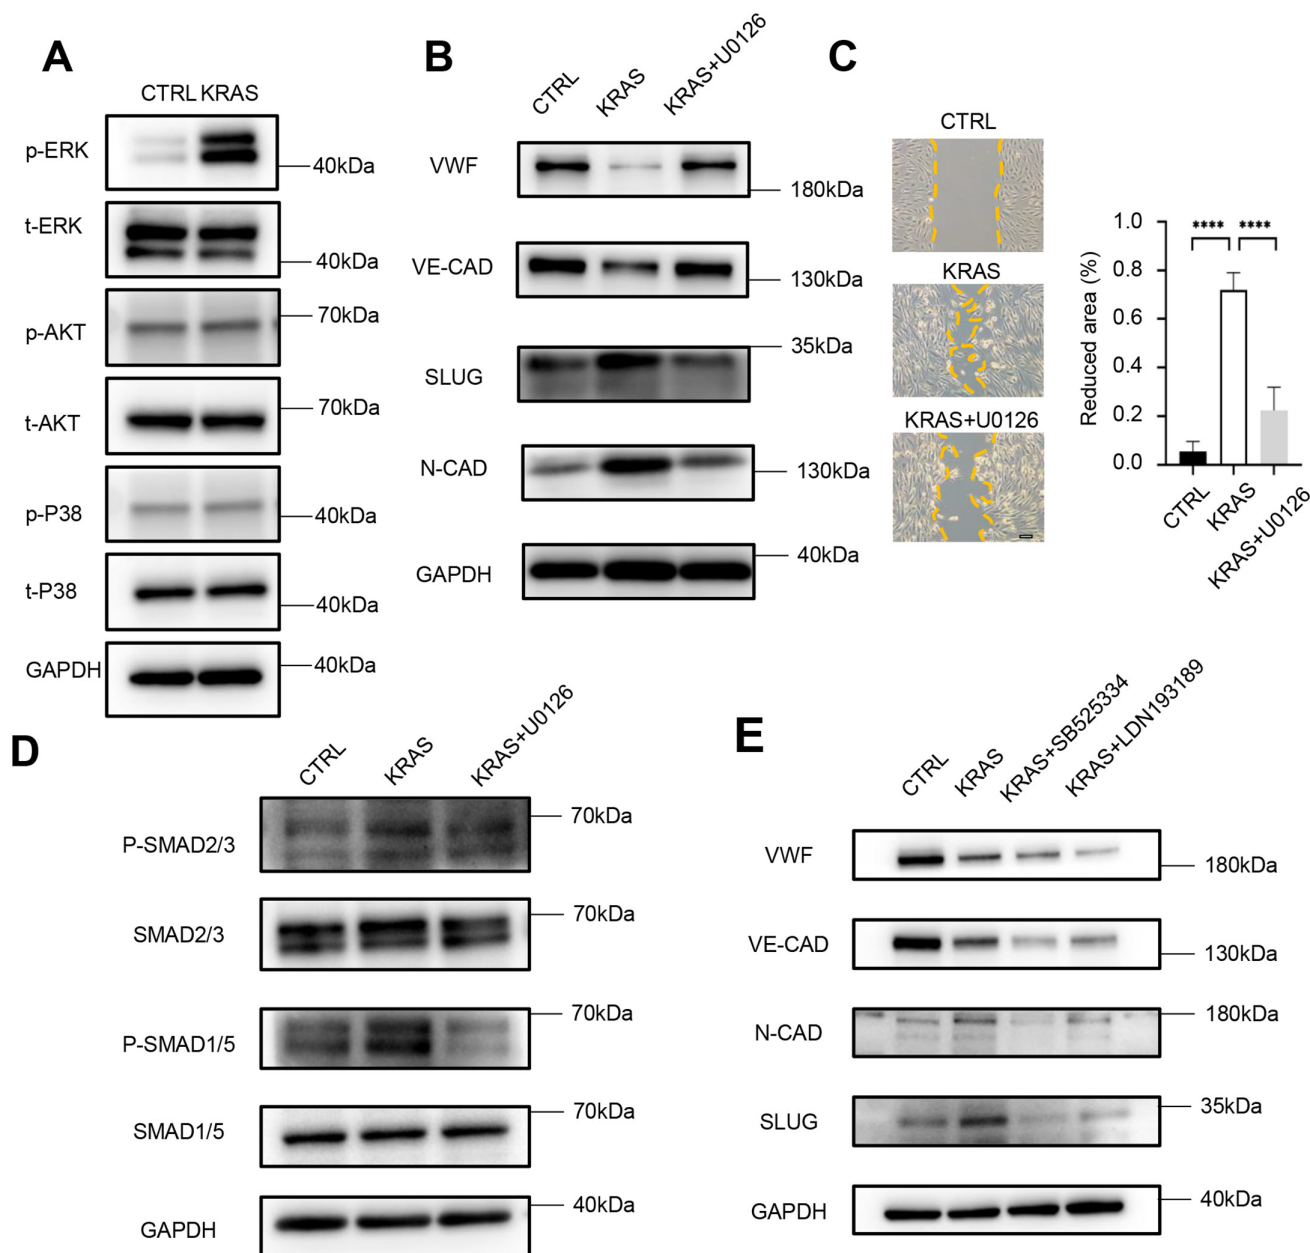 A
CTRL KRAS
p-ERK
40kDa
t-ERK
40kDa
p-AKT
70kDa
t-AKT
70kDa
p-P38
40kDa
t-P38
40kDa
GAPDH
40kDa
B
CTRL
KRAS
KRAS+U0126
VWF
180kDa
VE-CAD
130kDa
SLUG
35kDa
N-CAD
130kDa
GAPDH
40kDa
C
CTRL
KRAS
KRAS+U0126
Reduced area (%)
1.0
0.8
0.6
0.4
0.2
0.0
**** ****
CTRL
KRAS
KRAS+U0126
D
CTRL
KRAS
KRAS+U0126
P-SMAD2/3
70kDa
SMAD2/3
70kDa
P-SMAD1/5
70kDa
SMAD1/5
70kDa
GAPDH
40kDa
E
CTRL
KRAS
KRAS+SB525334
KRAS+LDN193189
VWF
180kDa
VE-CAD
130kDa
N-CAD
180kDa
SLUG
35kDa
GAPDH
40kDa